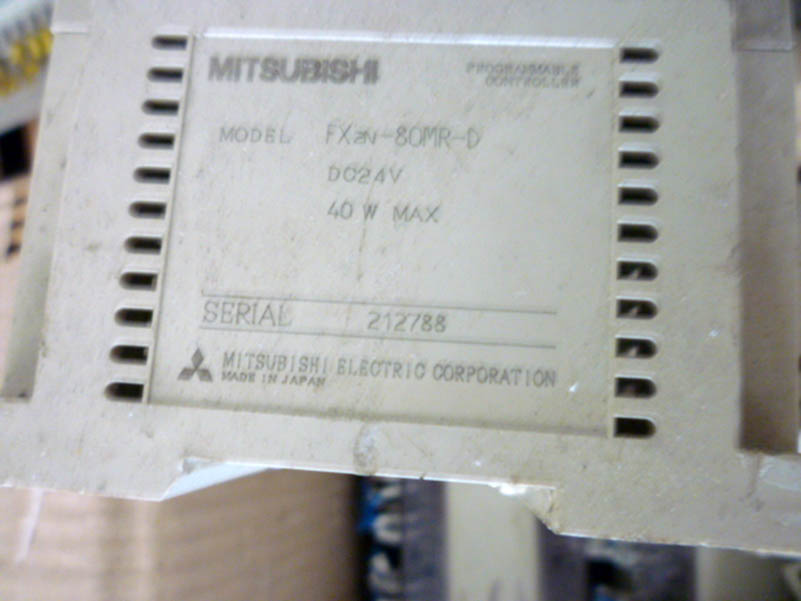 MITSUBISHI
PROGRAMMABLE
CONTROLLER
MODEL FX2N-80MR-D
DC24V
40 W MAX
SERIAL 212788
MITSUBISHI ELECTRIC CORPORATION
MADE IN JAPAN